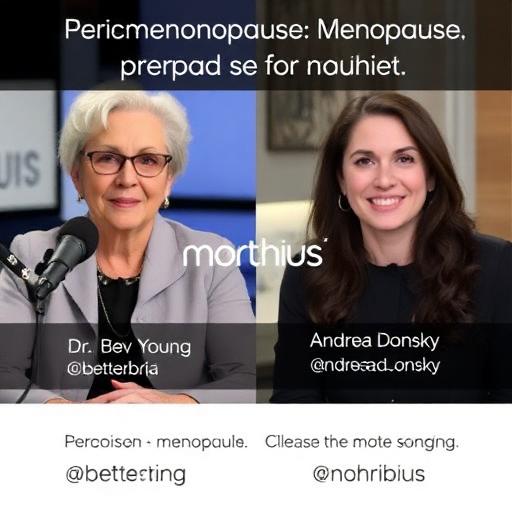 Pericmenonopause: Menopause,
prerpad se for nouhiet.
UIS
morthius
Dr. Bev Young
@betterbria
Andrea Donsky
@ndresad_onsky
Percoisen - menopaule.
@bettesting
Cllease the mote songing.
@nohribius